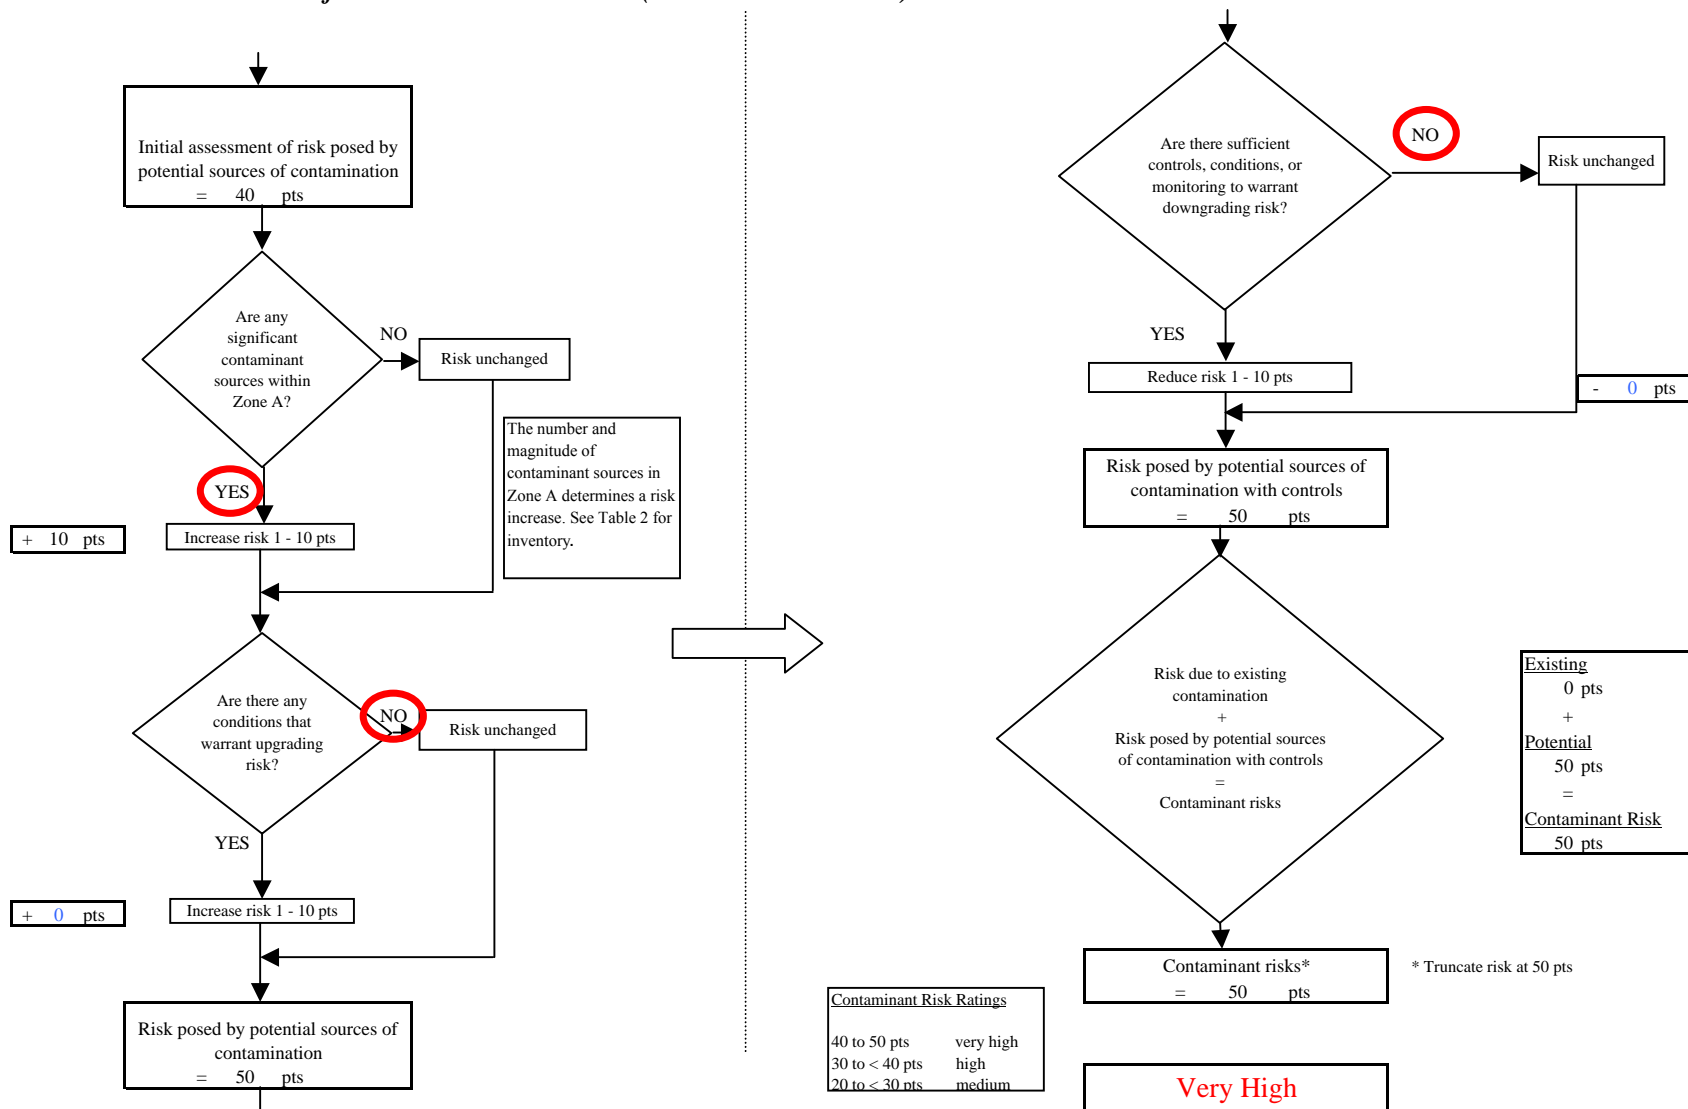 Initial assessment of risk posed by
potential sources of contamination
= 40 pts
Are any
significant
contaminant
sources within
Zone A?
NO
Risk unchanged
The number and
magnitude of
contaminant sources in
Zone A determines a risk
increase. See Table 2 for
inventory.
YES
+ 10 pts
Increase risk 1 - 10 pts
Are there any
conditions that
warrant upgrading
risk?
NO
Risk unchanged
YES
+ 0 pts
Increase risk 1 - 10 pts
Risk posed by potential sources of
contamination
= 50 pts
Are there sufficient
controls, conditions, or
monitoring to warrant
downgrading risk?
NO
Risk unchanged
YES
Reduce risk 1 - 10 pts
- 0 pts
Risk posed by potential sources of
contamination with controls
= 50 pts
Risk due to existing
contamination
+
Risk posed by potential sources
of contamination with controls
=
Contaminant risks
Existing
0 pts
+
Potential
50 pts
=
Contaminant Risk
50 pts
Contaminant risks*
= 50 pts
* Truncate risk at 50 pts
Contaminant Risk Ratings
40 to 50 pts very high
30 to < 40 pts high
20 to < 30 pts medium
Very High